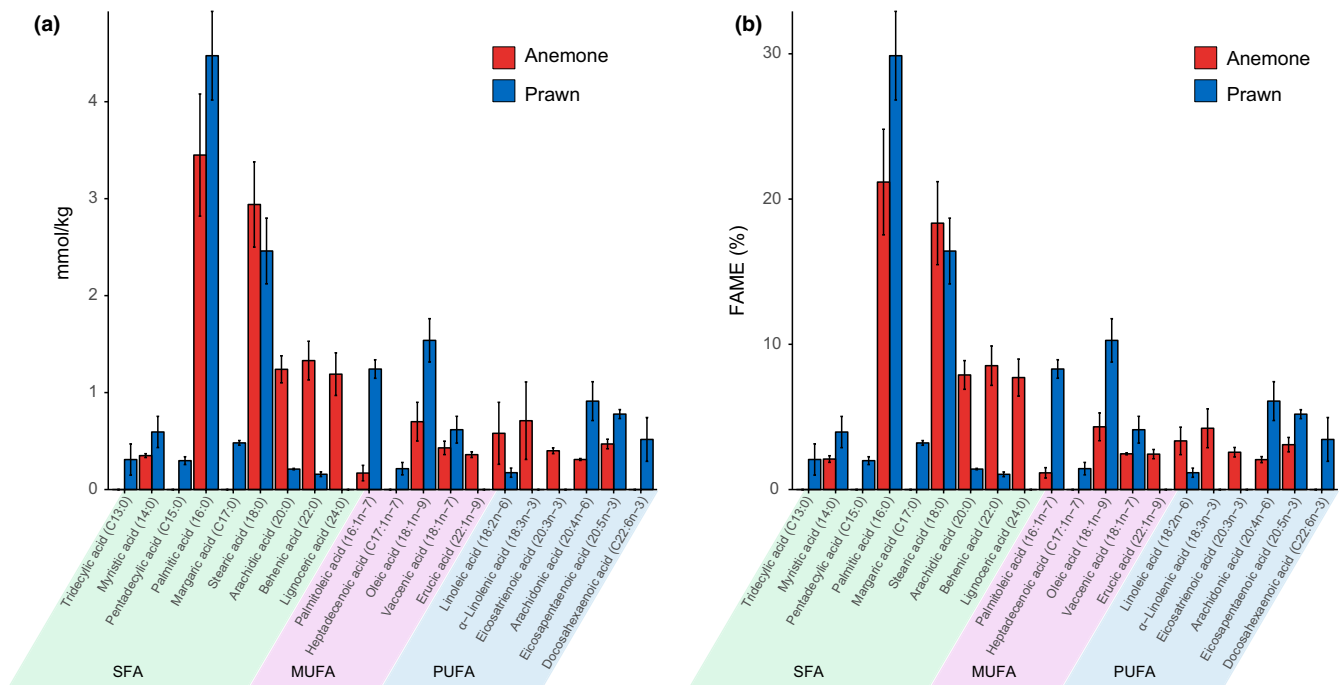 (a)
mmol/kg
4
3
2
1
0
Anemone
Prawn
Tridecylic acid (C13:0)
Myristic acid (14:0)
Pentadecylic acid (C15:0)
Palmitic acid (16:0)
Margaric acid (C17:0)
Stearic acid (18:0)
Arachidic acid (20:0)
Behenic acid (22:0)
Lignoceric acid (24:0)
Palmitoleic acid (16:1n−7)
Heptadecenoic acid (C17:1n−7)
Oleic acid (18:1n−9)
Vaccenic acid (18:1n−7)
Erucic acid (22:1n−9)
Linoleic acid (18:2n−6)
α−Linolenic acid (18:3n−3)
Eicosatrienoic acid (20:3n−3)
Arachidonic acid (20:4n−6)
Eicosapentaenoic acid (20:5n−3)
Docosahexaenoic acid (C22:6n−3)
SFA
MUFA
PUFA
(b)
FAME (%)
30
20
10
0
Anemone
Prawn
Tridecylic acid (C13:0)
Myristic acid (14:0)
Pentadecylic acid (C15:0)
Palmitic acid (16:0)
Margaric acid (C17:0)
Stearic acid (18:0)
Arachidic acid (20:0)
Behenic acid (22:0)
Lignoceric acid (24:0)
Palmitoleic acid (16:1n−7)
Heptadecenoic acid (C17:1n−7)
Oleic acid (18:1n−9)
Vaccenic acid (18:1n−7)
Erucic acid (22:1n−9)
Linoleic acid (18:2n−6)
α−Linolenic acid (18:3n−3)
Eicosatrienoic acid (20:3n−3)
Arachidonic acid (20:4n−6)
Eicosapentaenoic acid (20:5n−3)
Docosahexaenoic acid (C22:6n−3)
SFA
MUFA
PUFA